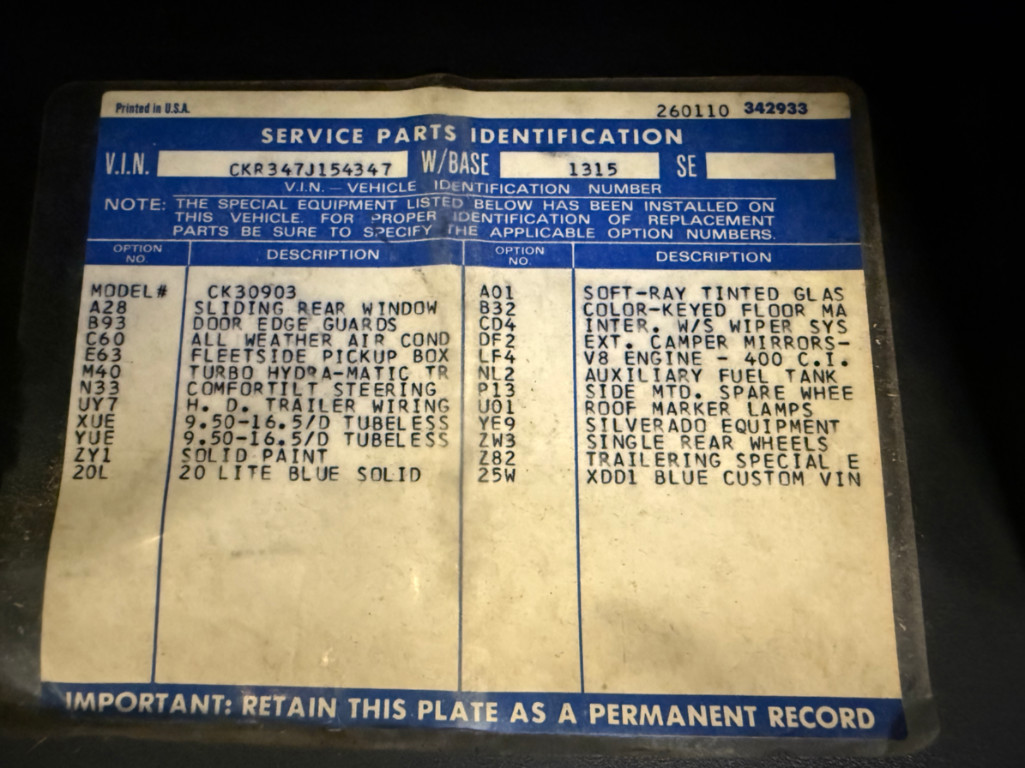 Printed in U.S.A.
260110 342933
SERVICE PARTS IDENTIFICATION
V.I.N. CKR347J154347 W/BASE 1315 SE
V.I.N. — VEHICLE IDENTIFICATION NUMBER
NOTE: THE SPECIAL EQUIPMENT LISTED BELOW HAS BEEN INSTALLED ON
THIS VEHICLE. FOR PROPER IDENTIFICATION OF REPLACEMENT
PARTS BE SURE TO SPECIFY THE APPLICABLE OPTION NUMBERS.
OPTION NO. DESCRIPTION OPTION NO. DESCRIPTION
MODEL# CK30903 A01 SOFT-RAY TINTED GLAS
A28 SLIDING REAR WINDOW B32 COLOR-KEYED FLOOR MA
B93 DOOR EDGE GUARDS CD4 INTER. W/S WIPER SYS
C60 ALL WEATHER AIR COND DF2 EXT. CAMPER MIRRORS-
E63 FLEETSIDE PICKUP BOX LF4 V8 ENGINE - 400 C.I.
M40 TURBO HYDRA-MATIC TR NL2 AUXILIARY FUEL TANK
N33 COMFORTILT STEERING P13 SIDE MTD. SPARE WHEE
UY7 H. D. TRAILER WIRING U01 ROOF MARKER LAMPS
XUE 9.50-16.5/D TUBELESS YE9 SILVERADO EQUIPMENT
YUE 9.50-16.5/D TUBELESS ZW3 SINGLE REAR WHEELS
ZY1 SOLID PAINT Z82 TRAILERING SPECIAL E
20L 20 LITE BLUE SOLID 25W XDD1 BLUE CUSTOM VIN
IMPORTANT: RETAIN THIS PLATE AS A PERMANENT RECORD